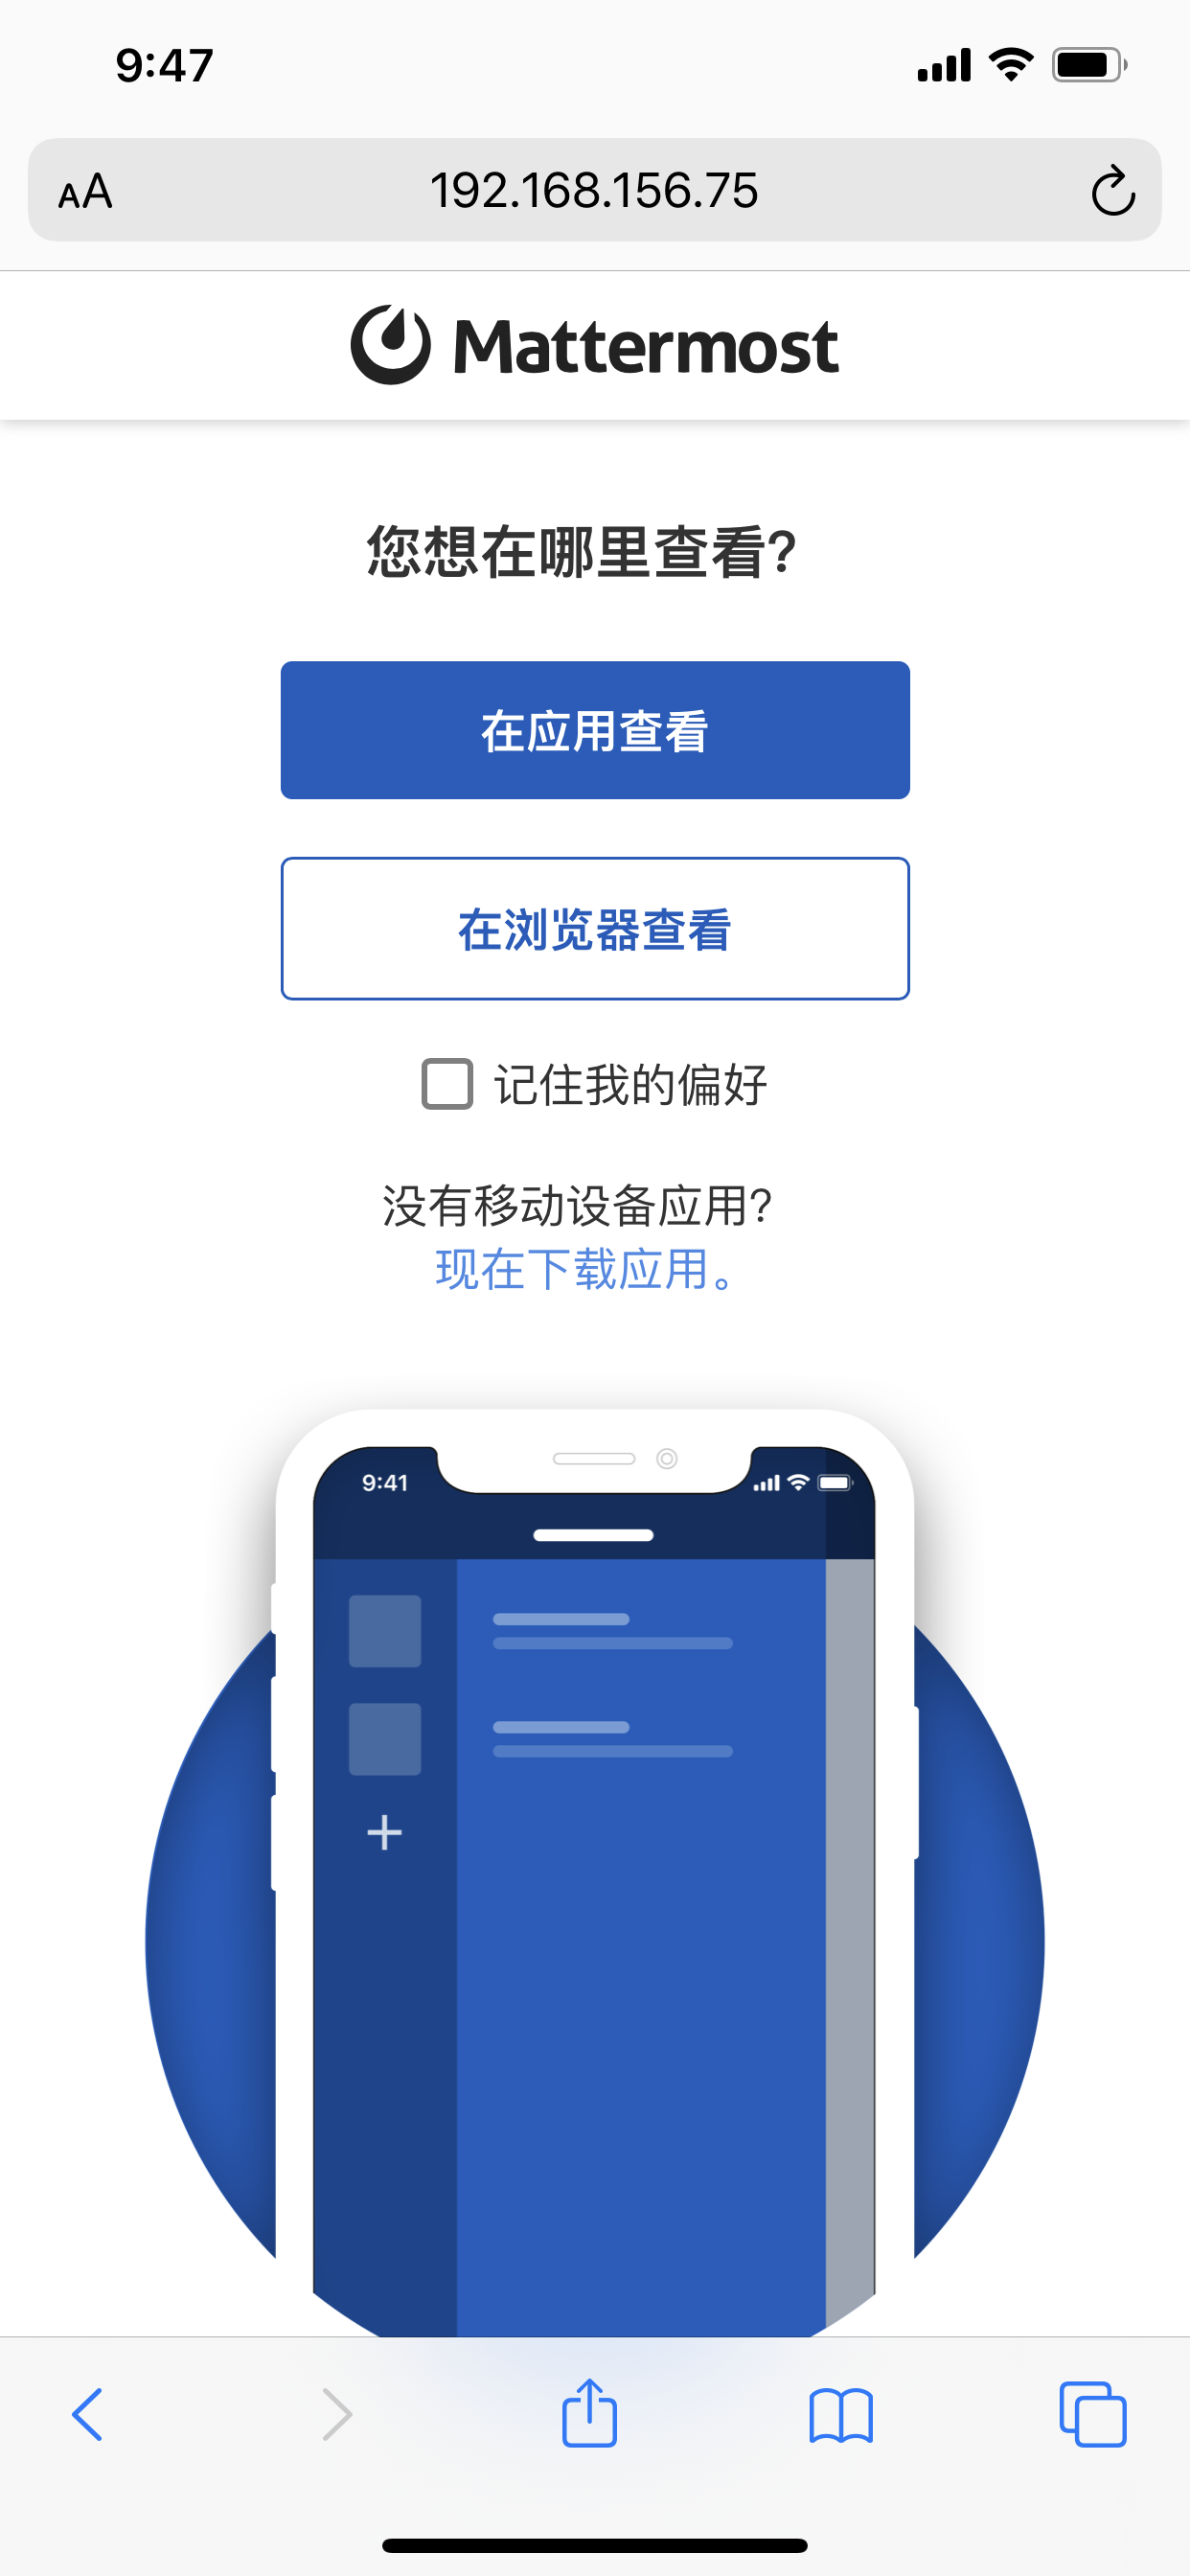 9:47
AA
192.168.156.75
Mattermost
您想在哪里查看?
在应用查看
在浏览器查看
记住我的偏好
没有移动设备应用?
现在下载应用。
9:41